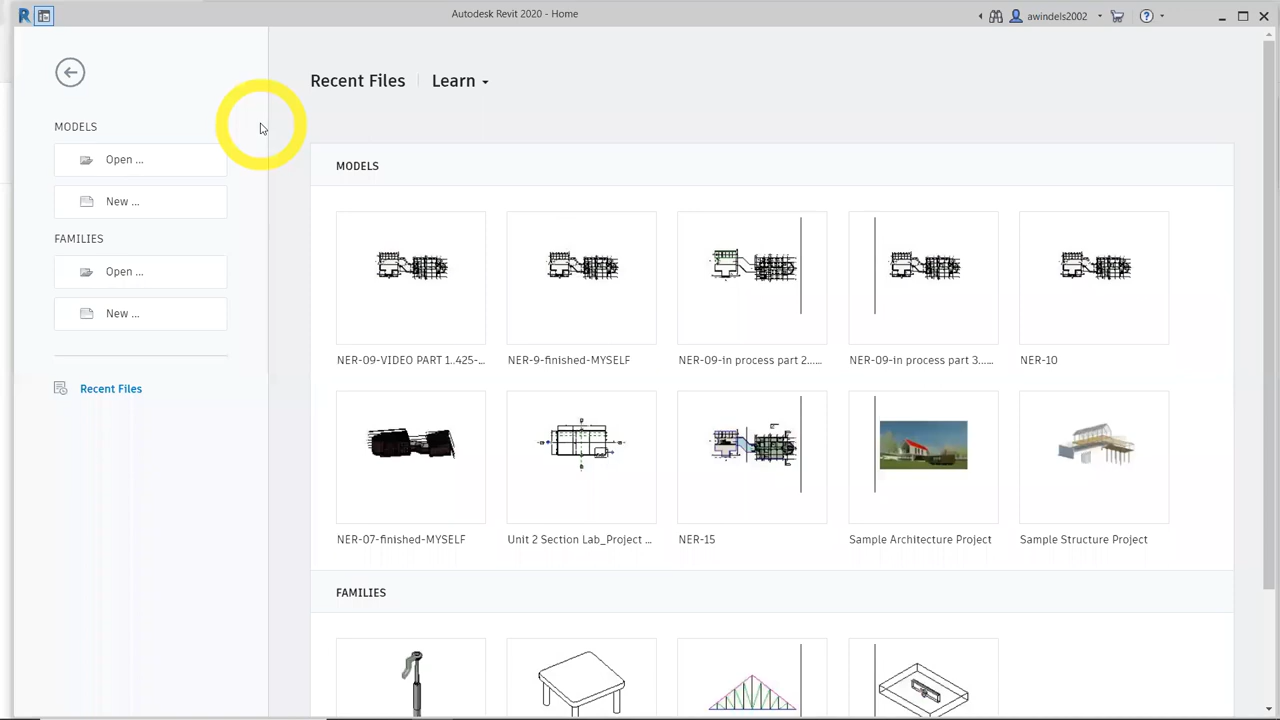 Autodesk Revit 2020 - Home
awindels2002
Recent Files
Learn
MODELS
Open ...
New ...
FAMILIES
Open ...
New ...
Recent Files
MODELS
NER-09-VIDEO PART 1..425-...
NER-9-finished-MYSELF
NER-09-in process part 2......
NER-09-in process part 3......
NER-10
NER-07-finished-MYSELF
Unit 2 Section Lab_Project ...
NER-15
Sample Architecture Project
Sample Structure Project
FAMILIES